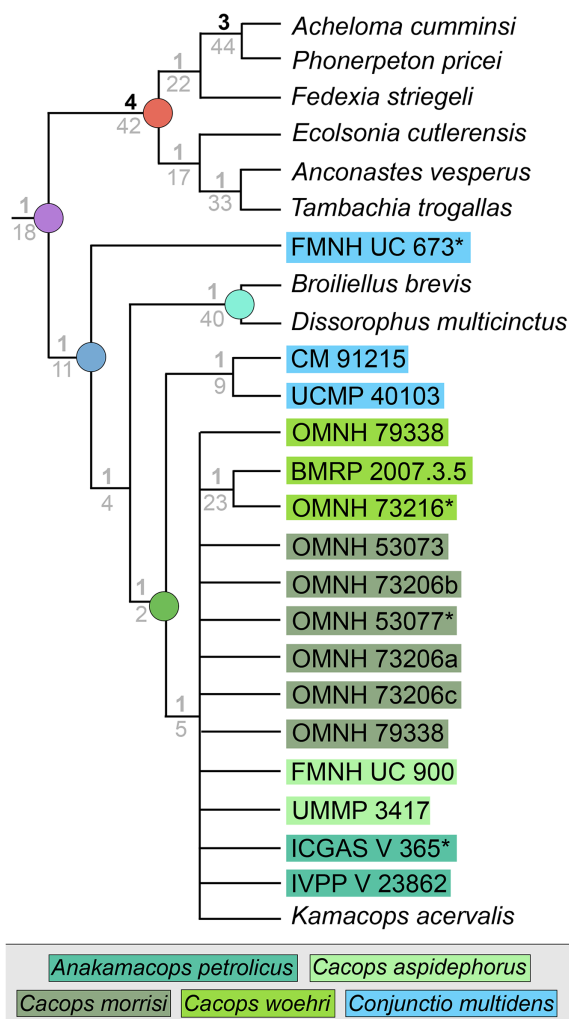 3
Acheloma cumminsi
1
44
Phonerpeton pricei
22
4
Fedexia striegeli
42
1
Ecolsonia cutlerensis
17
1
Anconastes vesperus
33
Tambachia trogallas
1
18
FMNH UC 673*
1
Broiliellus brevis
40
Dissorophus multicinctus
1
11
1
CM 91215
9
UCMP 40103
OMNH 79338
1
4
1
BMRP 2007.3.5
23
OMNH 73216*
OMNH 53073
1
2
OMNH 73206b
OMNH 53077*
OMNH 73206a
OMNH 73206c
1
5
OMNH 79338
FMNH UC 900
UMMP 3417
ICGAS V 365*
IVPP V 23862
Kamacops acervalis
Anakamacops petrolicus Cacops aspidephorus
Cacops morrisi Cacops woehri Conjunctio multidens